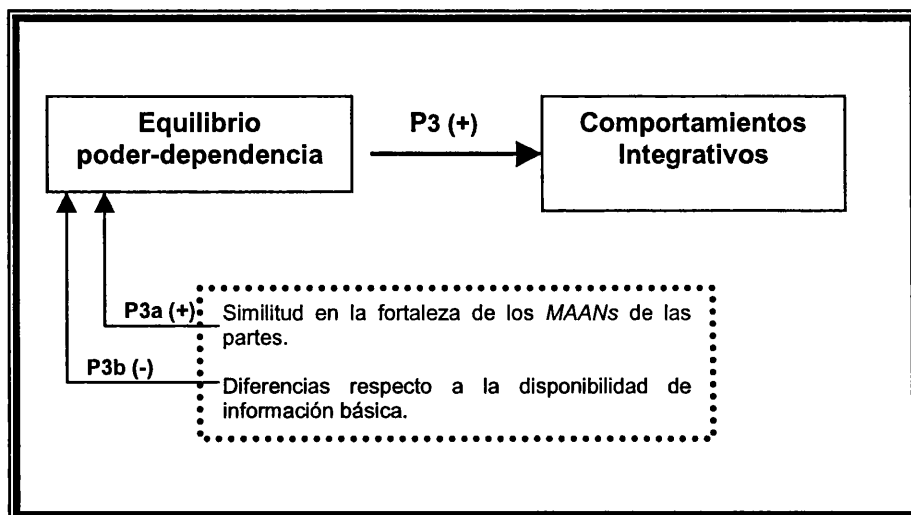 Equilibrio
poder-dependencia
P3 (+)
Comportamientos
Integrativos
P3a (+)
Similitud en la fortaleza de los MAANs de las
partes.
P3b (-)
Diferencias respecto a la disponibilidad de
información básica.